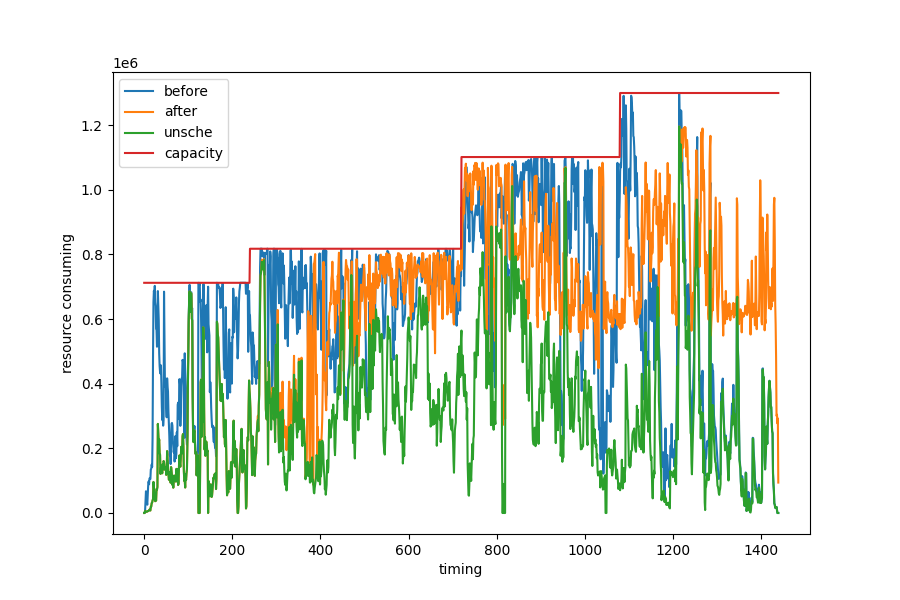 1e6
before
after
unsche
capacity
1.2
1.0
0.8
0.6
0.4
0.2
0.0
resource consuming
0 200 400 600 800 1000 1200 1400
timing